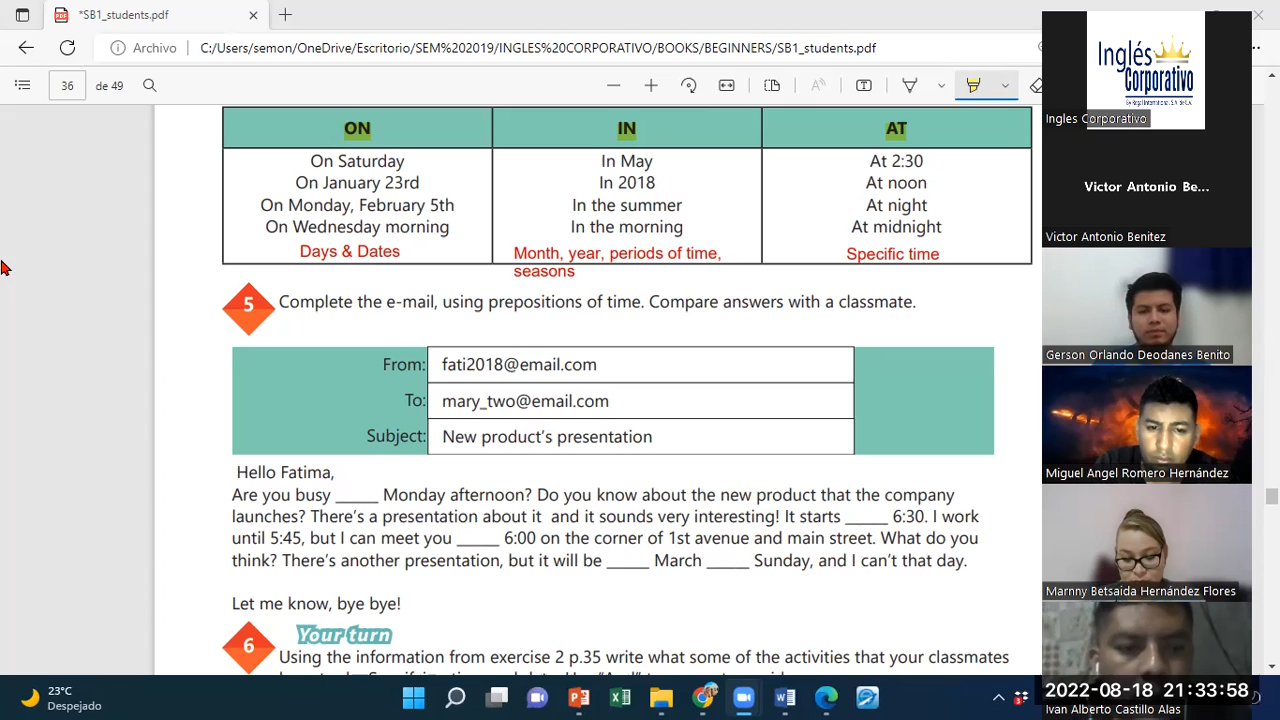 *SB1_students.pdf
Archivo
C:/Users/semon/OneDrive/Escritorio/SEM%202019/INGLES%20CORPORATIVO/BOOKS/BEGINNERS/SB1_students.pdf
36 de 49
ON IN AT
On Saturday In May At 2:30
On January 23rd In 2018 At noon
On Monday, February 5th In the summer At night
On Wednesday morning In the morning At midnight
Days & Dates Month, year, periods of time, Specific time
seasons
5 Complete the e-mail, using prepositions of time. Compare answers with a classmate.
From: fati2018@email.com
To: mary_two@email.com
Subject: New product's presentation
Hello Fatima,
Are you busy _____ Monday afternoon? Do you know about the new product that the company
launches? There's a presentation about it and it sounds very interesting! It starts _____ 6:30. I work
until 5:45, but I can meet you _____ 6:00 on the corner of 1st avenue and main street. What do you
think? There's another presentation, but it will be _____ March _____ Sunday, and I can't that day.
Let me know, bye bye!
6 Your turn
Using the information from exercise 2 p.35 write what some of the activities that your classmates
23°C
Despejado
Inglés
Corporativo
By Regal International, S.A. de C.V.
Ingles Corporativo
Victor Antonio Be...
Victor Antonio Benitez
Gerson Orlando Deodanes Benito
Miguel Angel Romero Hernández
Marnny Betsaida Hernández Flores
2022-08-18 21:33:58
Ivan Alberto Castillo Alas